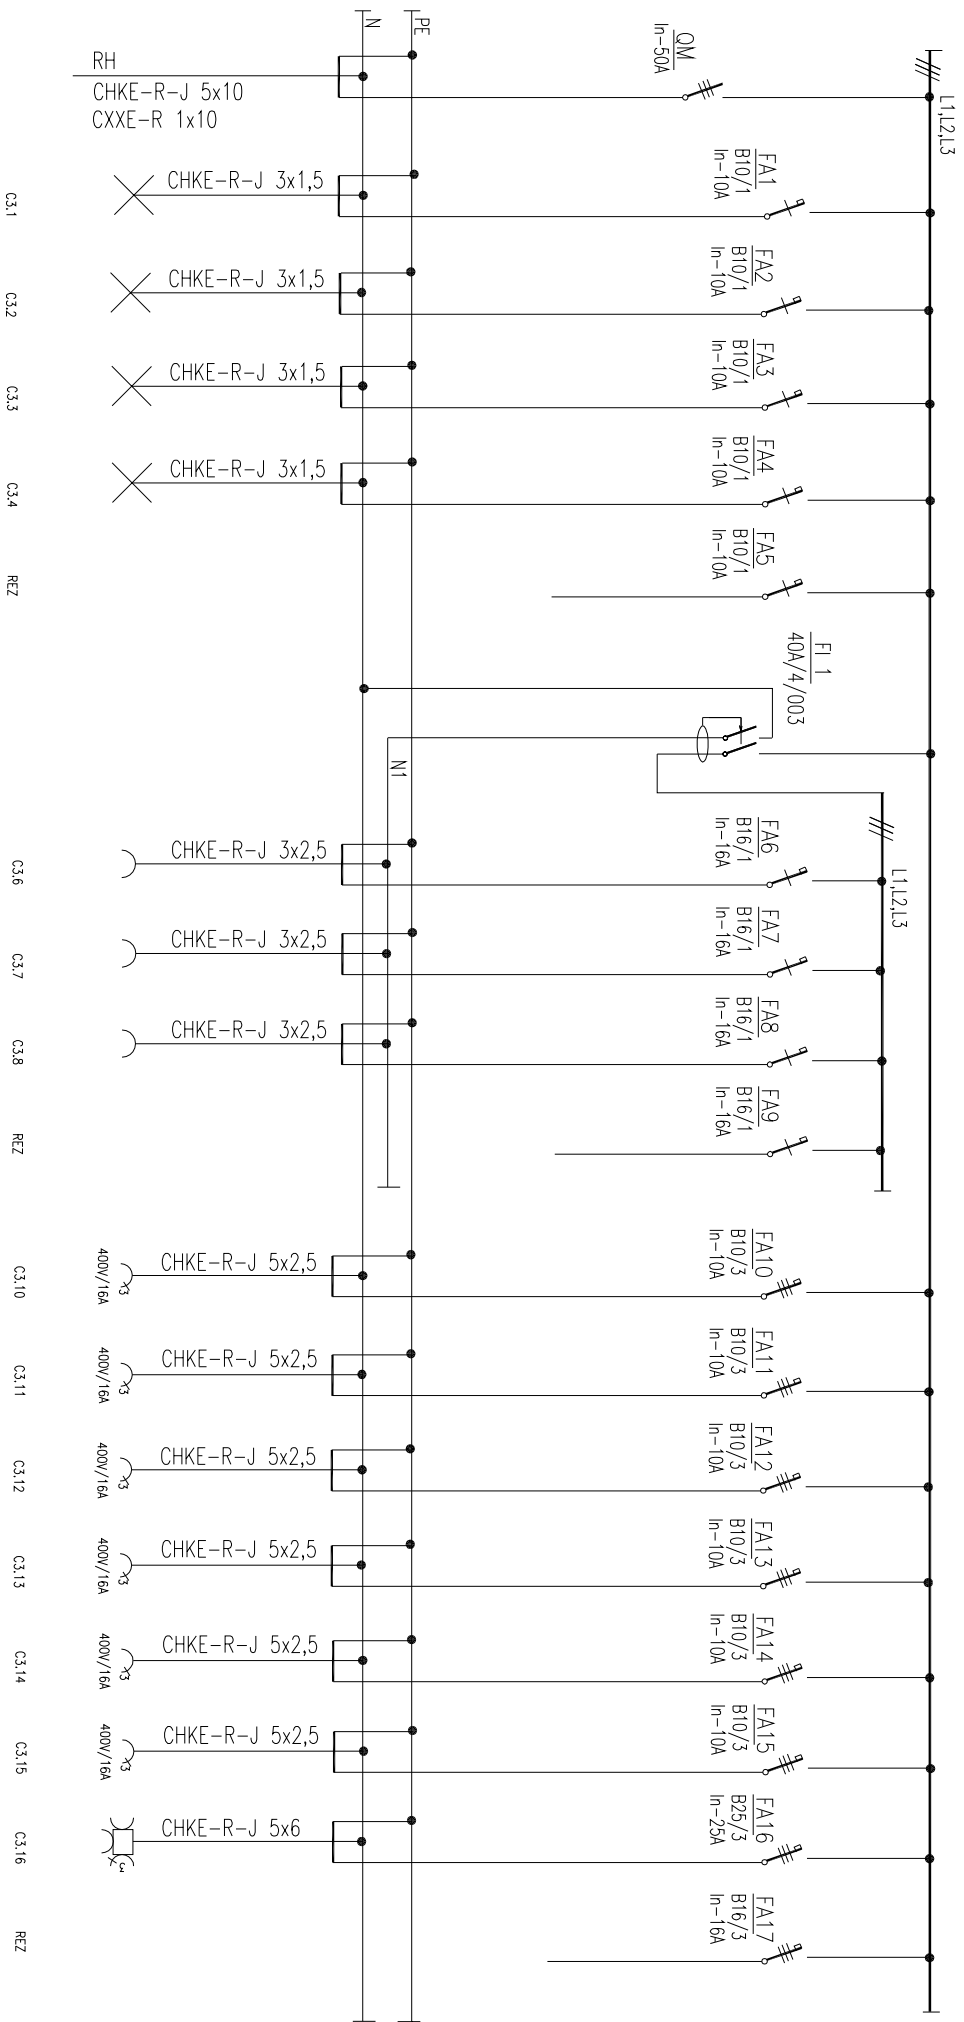 N
PE
QM
In-50A
L1,L2,L3
RH
CHKE-R-J 5x10
CXXE-R 1x10
FA1
B10/1
In-10A
CHKE-R-J 3x1,5
C3.1
FA2
B10/1
In-10A
CHKE-R-J 3x1,5
C3.2
FA3
B10/1
In-10A
CHKE-R-J 3x1,5
C3.3
FA4
B10/1
In-10A
CHKE-R-J 3x1,5
C3.4
FA5
B10/1
In-10A
REZ
FI 1
40A/4/003
N1
L1,L2,L3
FA6
B16/1
In-16A
CHKE-R-J 3x2,5
C3.6
FA7
B16/1
In-16A
CHKE-R-J 3x2,5
C3.7
FA8
B16/1
In-16A
CHKE-R-J 3x2,5
C3.8
FA9
B16/1
In-16A
REZ
FA10
B10/3
In-10A
CHKE-R-J 5x2,5
3
400V/16A
C3.10
FA11
B10/3
In-10A
CHKE-R-J 5x2,5
3
400V/16A
C3.11
FA12
B10/3
In-10A
CHKE-R-J 5x2,5
3
400V/16A
C3.12
FA13
B10/3
In-10A
CHKE-R-J 5x2,5
3
400V/16A
C3.13
FA14
B10/3
In-10A
CHKE-R-J 5x2,5
3
400V/16A
C3.14
FA15
B10/3
In-10A
CHKE-R-J 5x2,5
3
400V/16A
C3.15
FA16
B25/3
In-25A
CHKE-R-J 5x6
3
C3.16
FA17
B16/3
In-16A
REZ